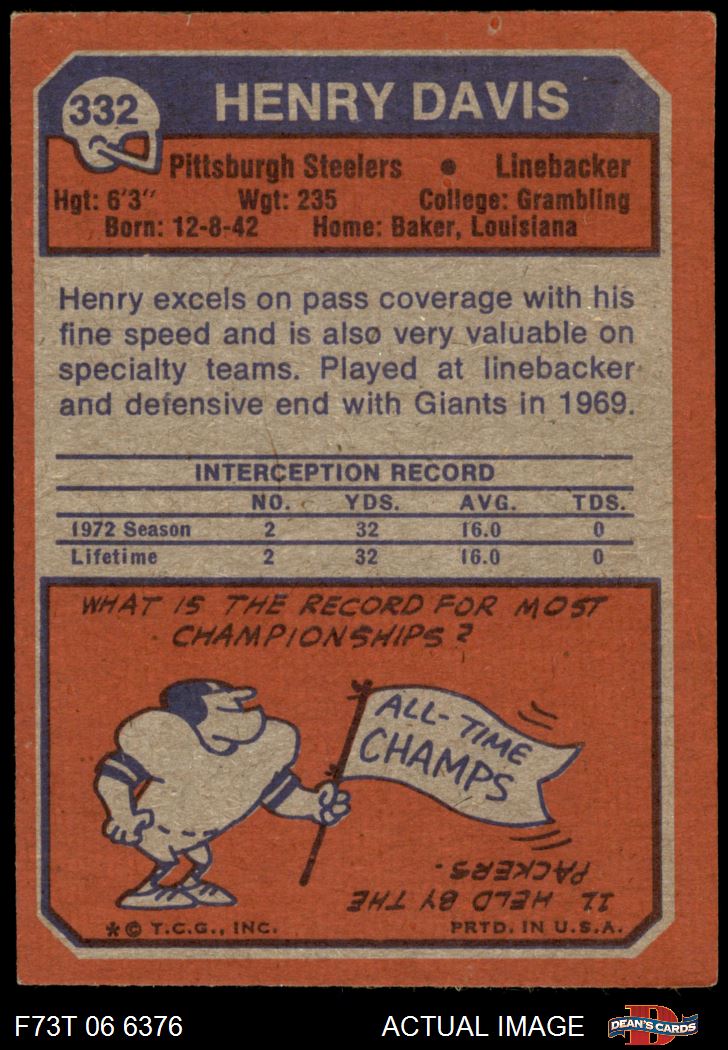 332
HENRY DAVIS
Pittsburgh Steelers • Linebacker
Hgt: 6'3" Wgt: 235 College: Grambling
Born: 12-8-42 Home: Baker, Louisiana
Henry excels on pass coverage with his
fine speed and is also very valuable on
specialty teams. Played at linebacker
and defensive end with Giants in 1969.
INTERCEPTION RECORD
NO. YDS. AVG. TDS.
1972 Season 2 32 16.0 0
Lifetime 2 32 16.0 0
WHAT IS THE RECORD FOR MOST
CHAMPIONSHIPS?
ALL-TIME
CHAMPS
11 HELD BY THE
PACKERS.
* © T.C.G., INC. PRTD. IN U.S.A.
F73T 06 6376 ACTUAL IMAGE
D
DEAN'S CARDS